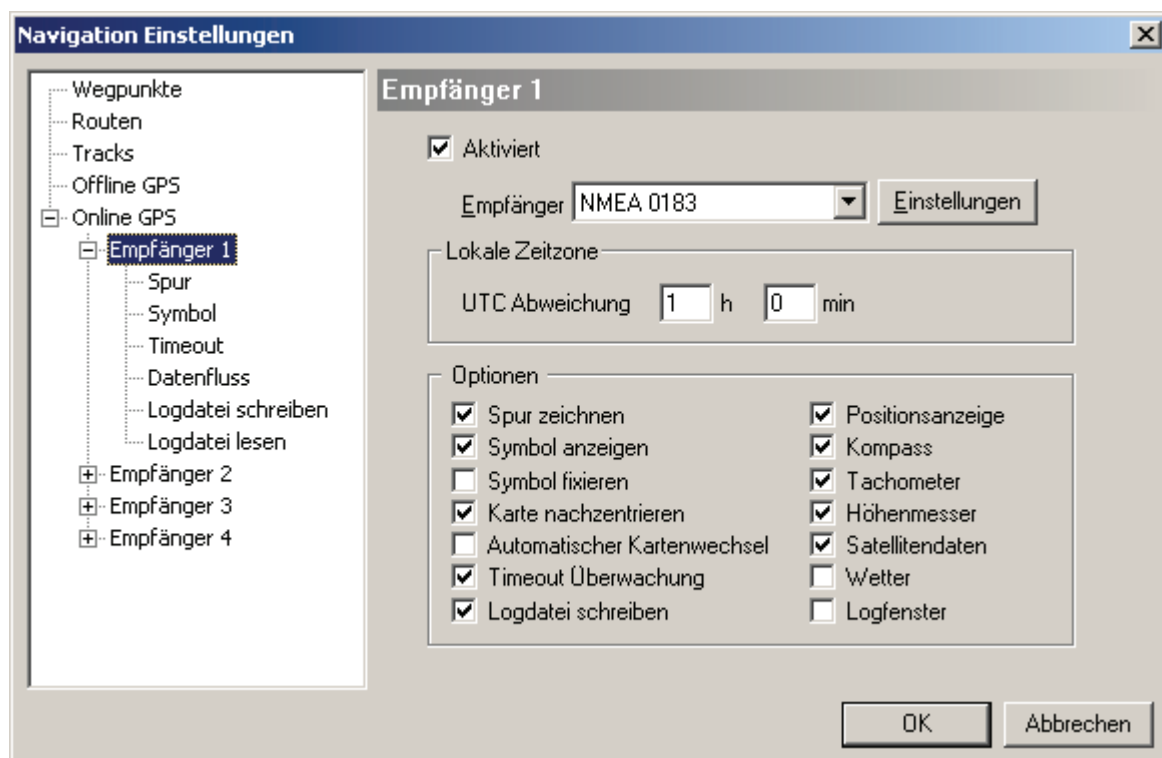 Navigation Einstellungen
Wegpunkte
Routen
Tracks
Offline GPS
Online GPS
Empfänger 1
Spur
Symbol
Timeout
Datenfluss
Logdatei schreiben
Logdatei lesen
Empfänger 2
Empfänger 3
Empfänger 4
Empfänger 1
Aktiviert
Empfänger NMEA 0183 Einstellungen
Lokale Zeitzone
UTC Abweichung 1 h 0 min
Optionen
Spur zeichnen
Symbol anzeigen
Symbol fixieren
Karte nachzentrieren
Automatischer Kartenwechsel
Timeout Überwachung
Logdatei schreiben
Positionsanzeige
Kompass
Tachometer
Höhenmesser
Satellitendaten
Wetter
Logfenster
OK Abbrechen